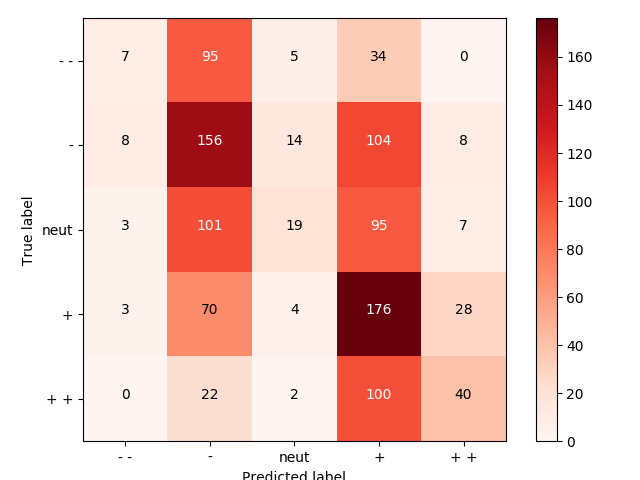 - - 7 95 5 34 0
- 8 156 14 104 8
neut 3 101 19 95 7
+ 3 70 4 176 28
+ + 0 22 2 100 40
- - - neut + + +
Predicted label
True label
160
140
120
100
80
60
40
20
0